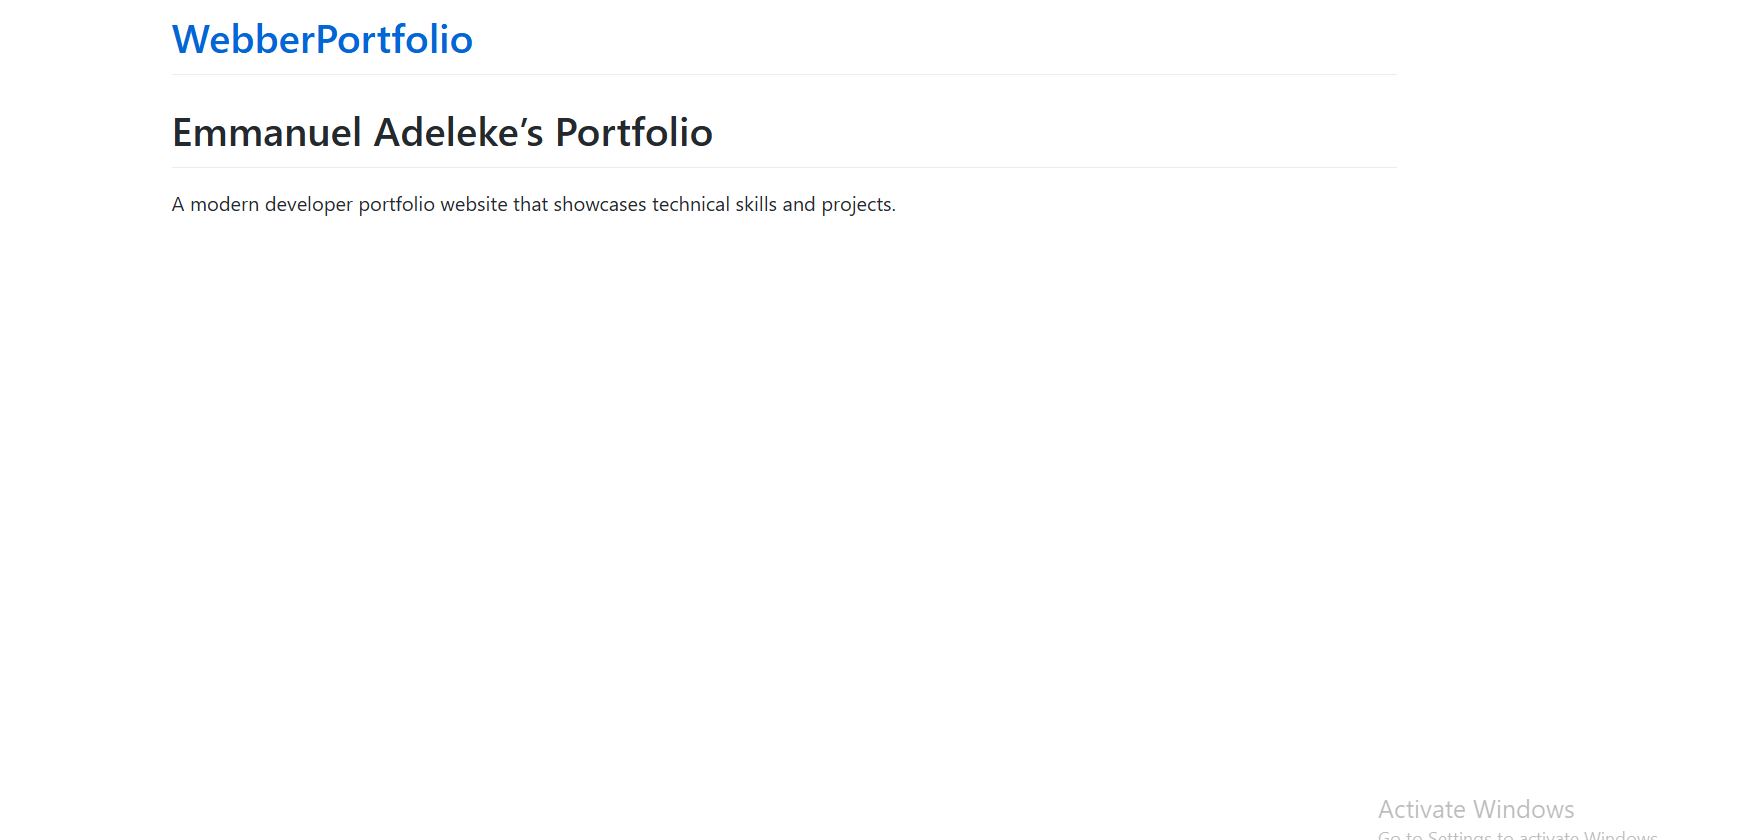 WebberPortfolio
Emmanuel Adeleke’s Portfolio
A modern developer portfolio website that showcases technical skills and projects.
Activate Windows
Go to Settings to activate Windows.